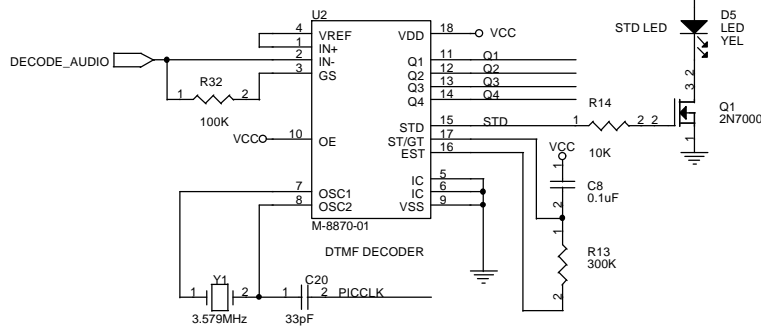 U2
D5
LED
YEL
STD LED
4 VREF VDD 18 VCC
1 IN+
DECODE_AUDIO 2 IN- Q1 11 Q1
3 GS Q2 12 Q2
Q3 13 Q3
Q4 14 Q4
R32
1 2
100K
R14
STD 15 STD 1 2 2
3 2
1
Q1
2N7000
10K
VCC 10 OE ST/GT 17
EST 16
VCC
1
C8
0.1uF
2
7 OSC1 IC 5
8 OSC2 IC 6
VSS 9
M-8870-01
DTMF DECODER
1
R13
300K
2
Y1
1 2
3.579MHz
C20
1 2 PICCLK
33pF